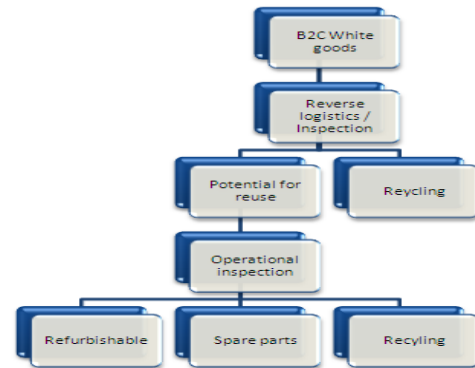 B2C White
goods
Reverse
logistics /
Inspection
Potential for
reuse
Reycling
Operational
inspection
Refurbishable
Spare parts
Recyling